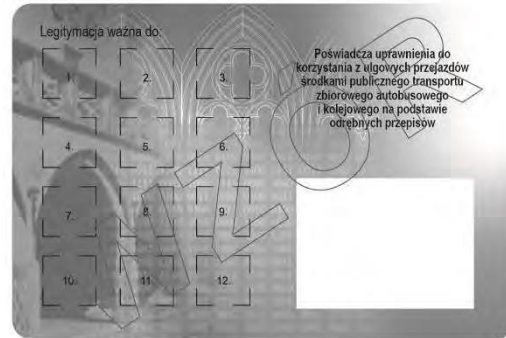 Legitymacja ważna do:
Poświadcza uprawnienia do
korzystania z ulgowych przejazdów
środkami publicznego transportu
zbiorowego autobusowego
i kolejowego na podstawie
odrębnych przepisów
1. 2. 3.
4. 5. 6.
7. 8. 9.
10. 11. 12.
WZÓR